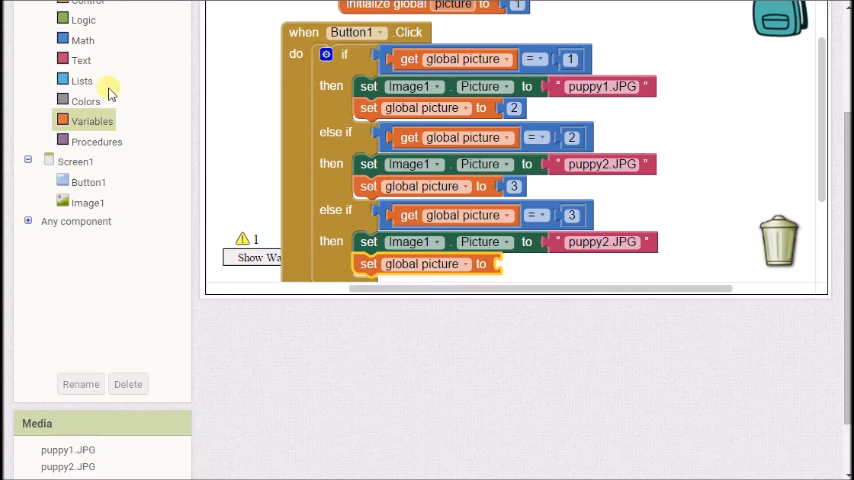 Control
Logic
Math
Text
Lists
Colors
Variables
Procedures
Screen1
Button1
Image1
Any component
Rename Delete
Media
puppy1.JPG
puppy2.JPG
initialize global picture to 1
when Button1 .Click
do if get global picture = 1
then set Image1 . Picture to " puppy1.JPG "
set global picture to 2
else if get global picture = 2
then set Image1 . Picture to " puppy2.JPG "
set global picture to 3
else if get global picture = 3
then set Image1 . Picture to " puppy2.JPG "
set global picture to
1
Show Wa